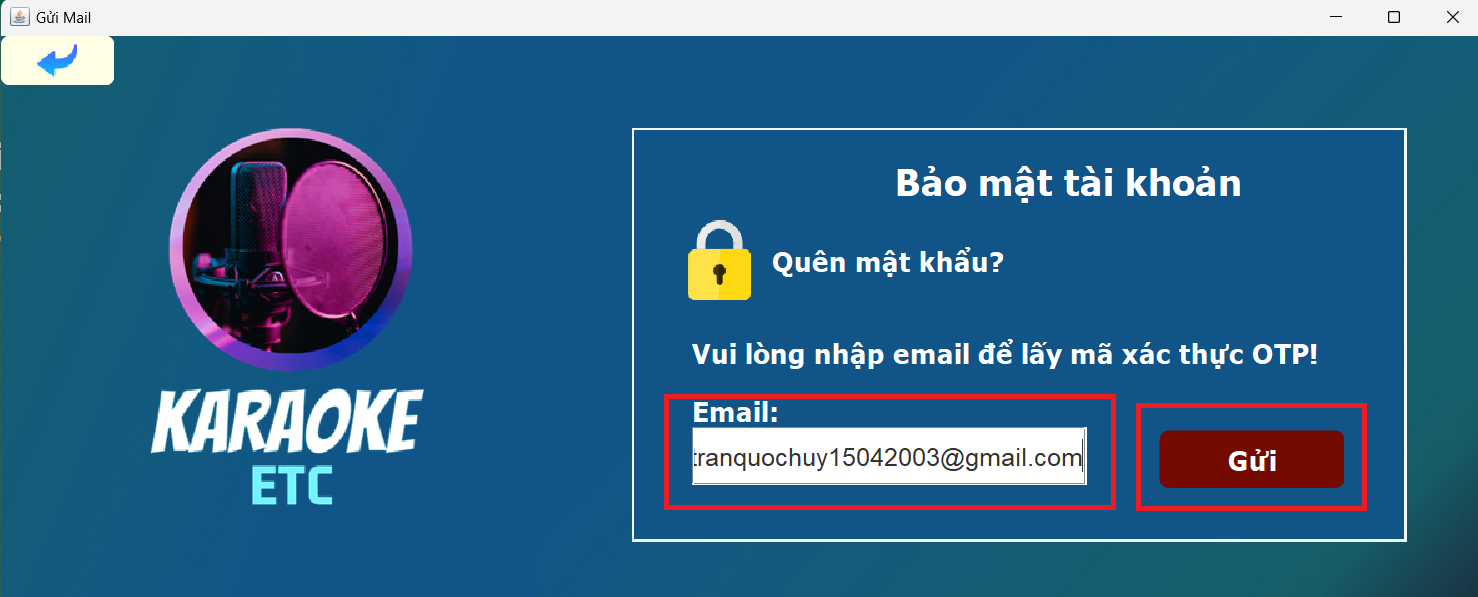 Gửi Mail
KARAOKE
ETC
Bảo mật tài khoản
Quên mật khẩu?
Vui lòng nhập email để lấy mã xác thực OTP!
Email:
tranquochuy15042003@gmail.com
Gửi